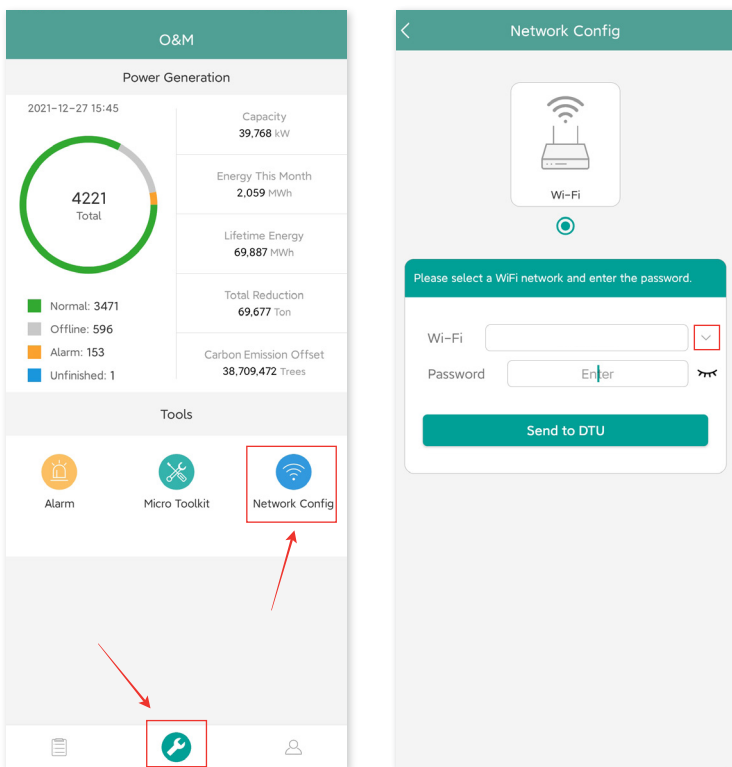 O&M
Power Generation
2021-12-27 15:45
4221
Total
Normal: 3471
Offline: 596
Alarm: 153
Unfinished: 1
Capacity
39,768 kW
Energy This Month
2,059 MWh
Lifetime Energy
69,887 MWh
Total Reduction
69,677 Ton
Carbon Emission Offset
38,709,472 Trees
Tools
Alarm
Micro Toolkit
Network Config
Network Config
Wi-Fi
Please select a WiFi network and enter the password.
Wi-Fi
Password
Enter
Send to DTU